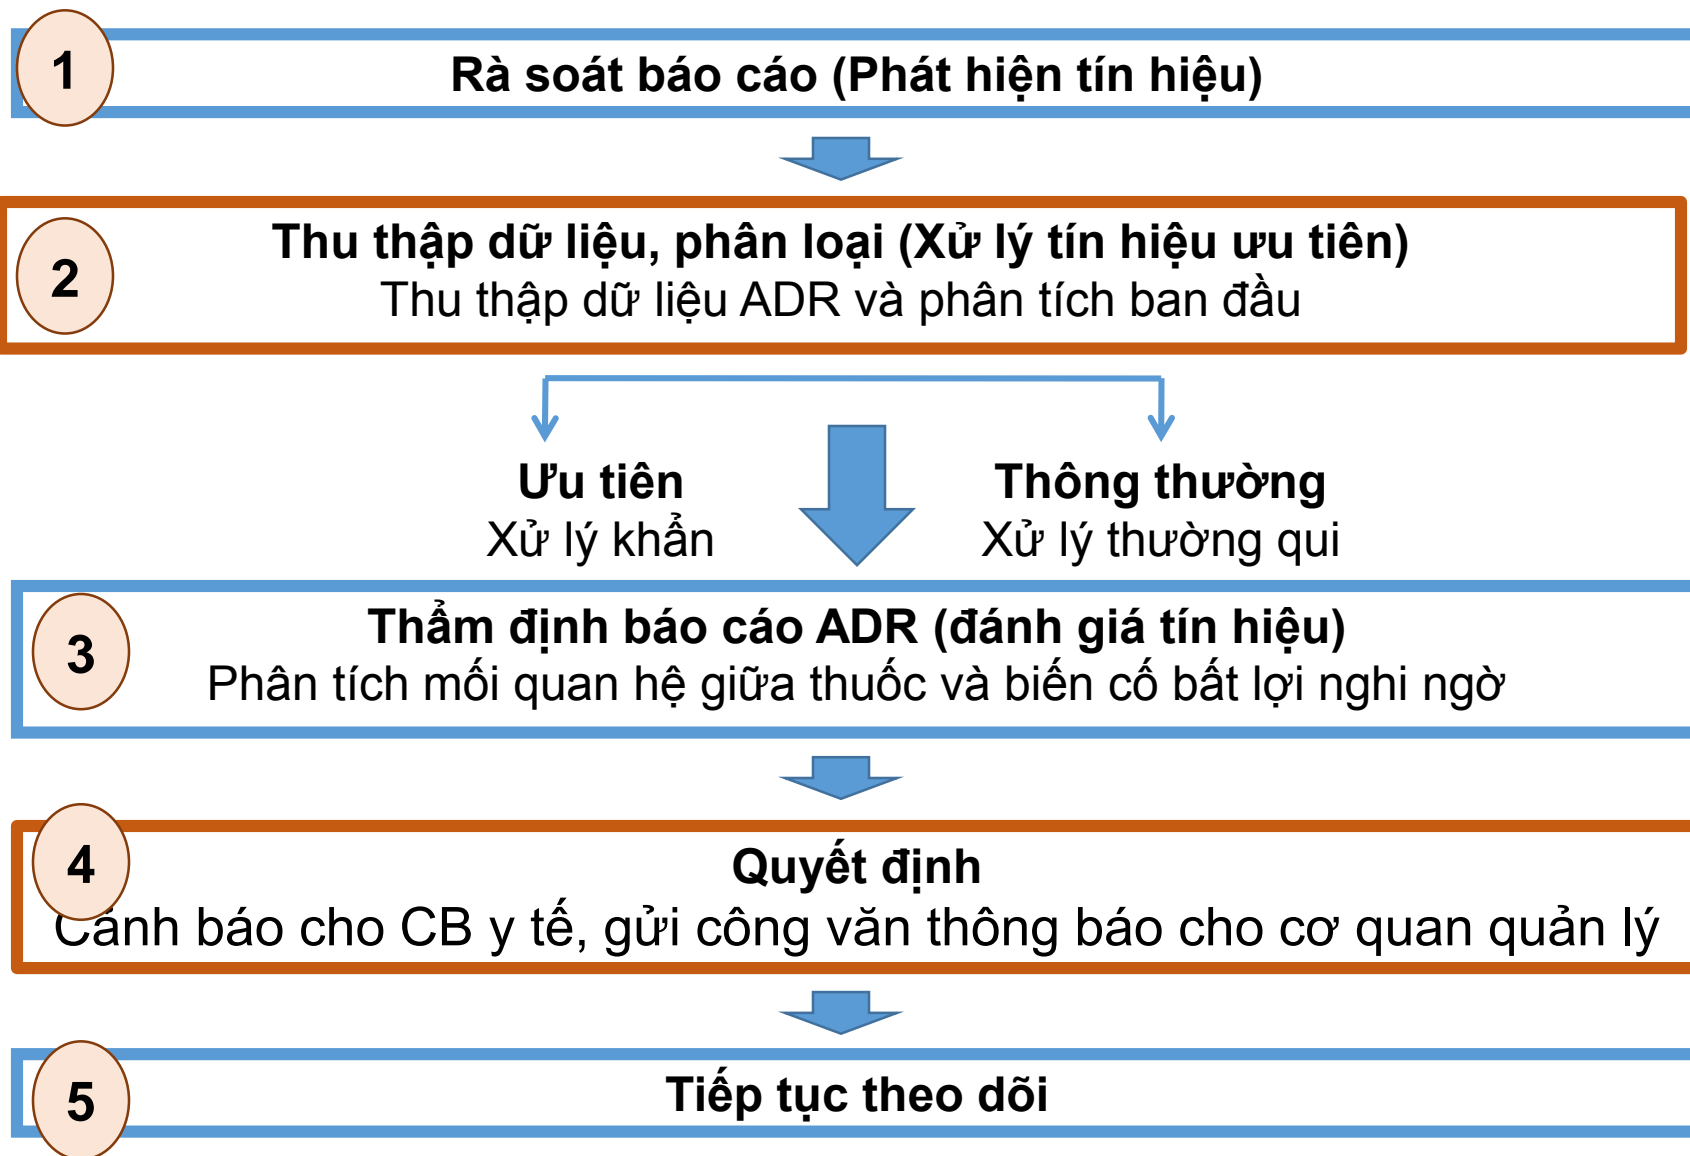 1
Rà soát báo cáo (Phát hiện tín hiệu)
2
Thu thập dữ liệu, phân loại (Xử lý tín hiệu ưu tiên)
Thu thập dữ liệu ADR và phân tích ban đầu
Ưu tiên
Xử lý khẩn
Thông thường
Xử lý thường qui
3
Thẩm định báo cáo ADR (đánh giá tín hiệu)
Phân tích mối quan hệ giữa thuốc và biến cố bất lợi nghi ngờ
4
Quyết định
Cảnh báo cho CB y tế, gửi công văn thông báo cho cơ quan quản lý
5
Tiếp tục theo dõi